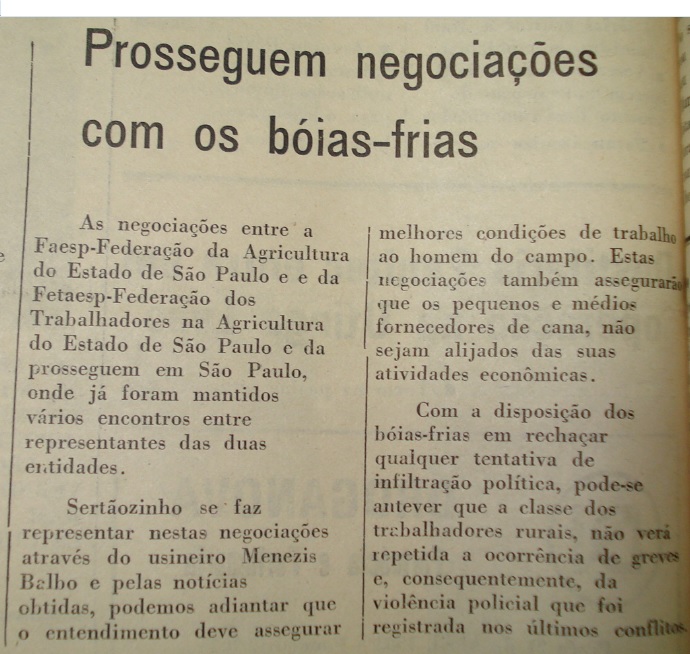 Prosseguem negociações
com os bóias-frias
As negociações entre a
Faesp-Federação da Agricultura
do Estado de São Paulo e e da
Fetaesp-Federação dos
Trabalhadores na Agricultura
do Estado de São Paulo e da
prosseguem em São Paulo,
onde já foram mantidos
vários encontros entre
representantes das duas
entidades.
Sertãozinho se faz
representar nestas negociações
através do usineiro Menezis
Balbo e pelas notícias
obtidas, podemos adiantar que
o entendimento deve assegurar
melhores condições de trabalho
ao homem do campo. Estas
negociações também assegurarão
que os pequenos e médios
fornecedores de cana, não
sejam alijados das suas
atividades econômicas.
Com a disposição dos
bóias-frias em rechaçar
qualquer tentativa de
infiltração política, pode-se
antever que a classe dos
trabalhadores rurais, não verá
repetida a ocorrência de greves
e, consequentemente, da
violência policial que foi
registrada nos últimos conflitos.